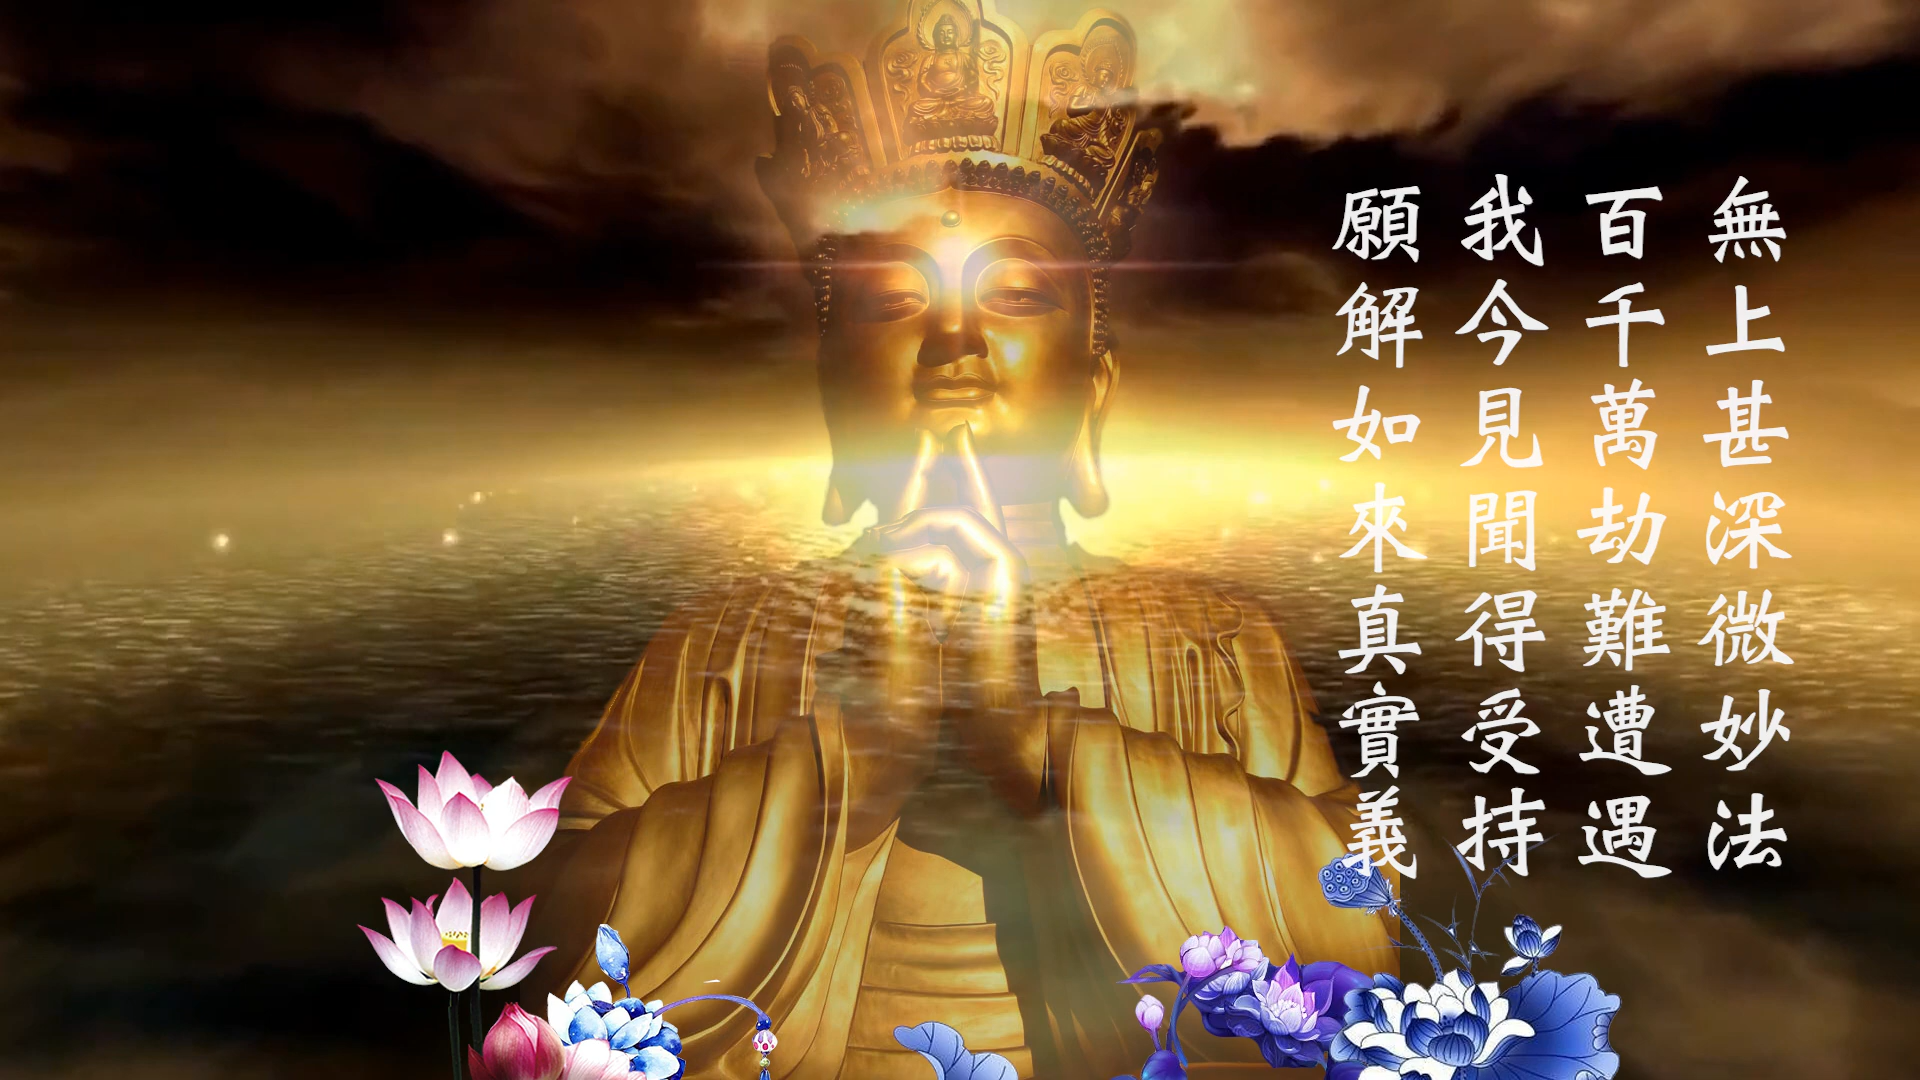 無上甚深微妙法
百千萬劫難遭遇
我今見聞得受持
願解如來真實義